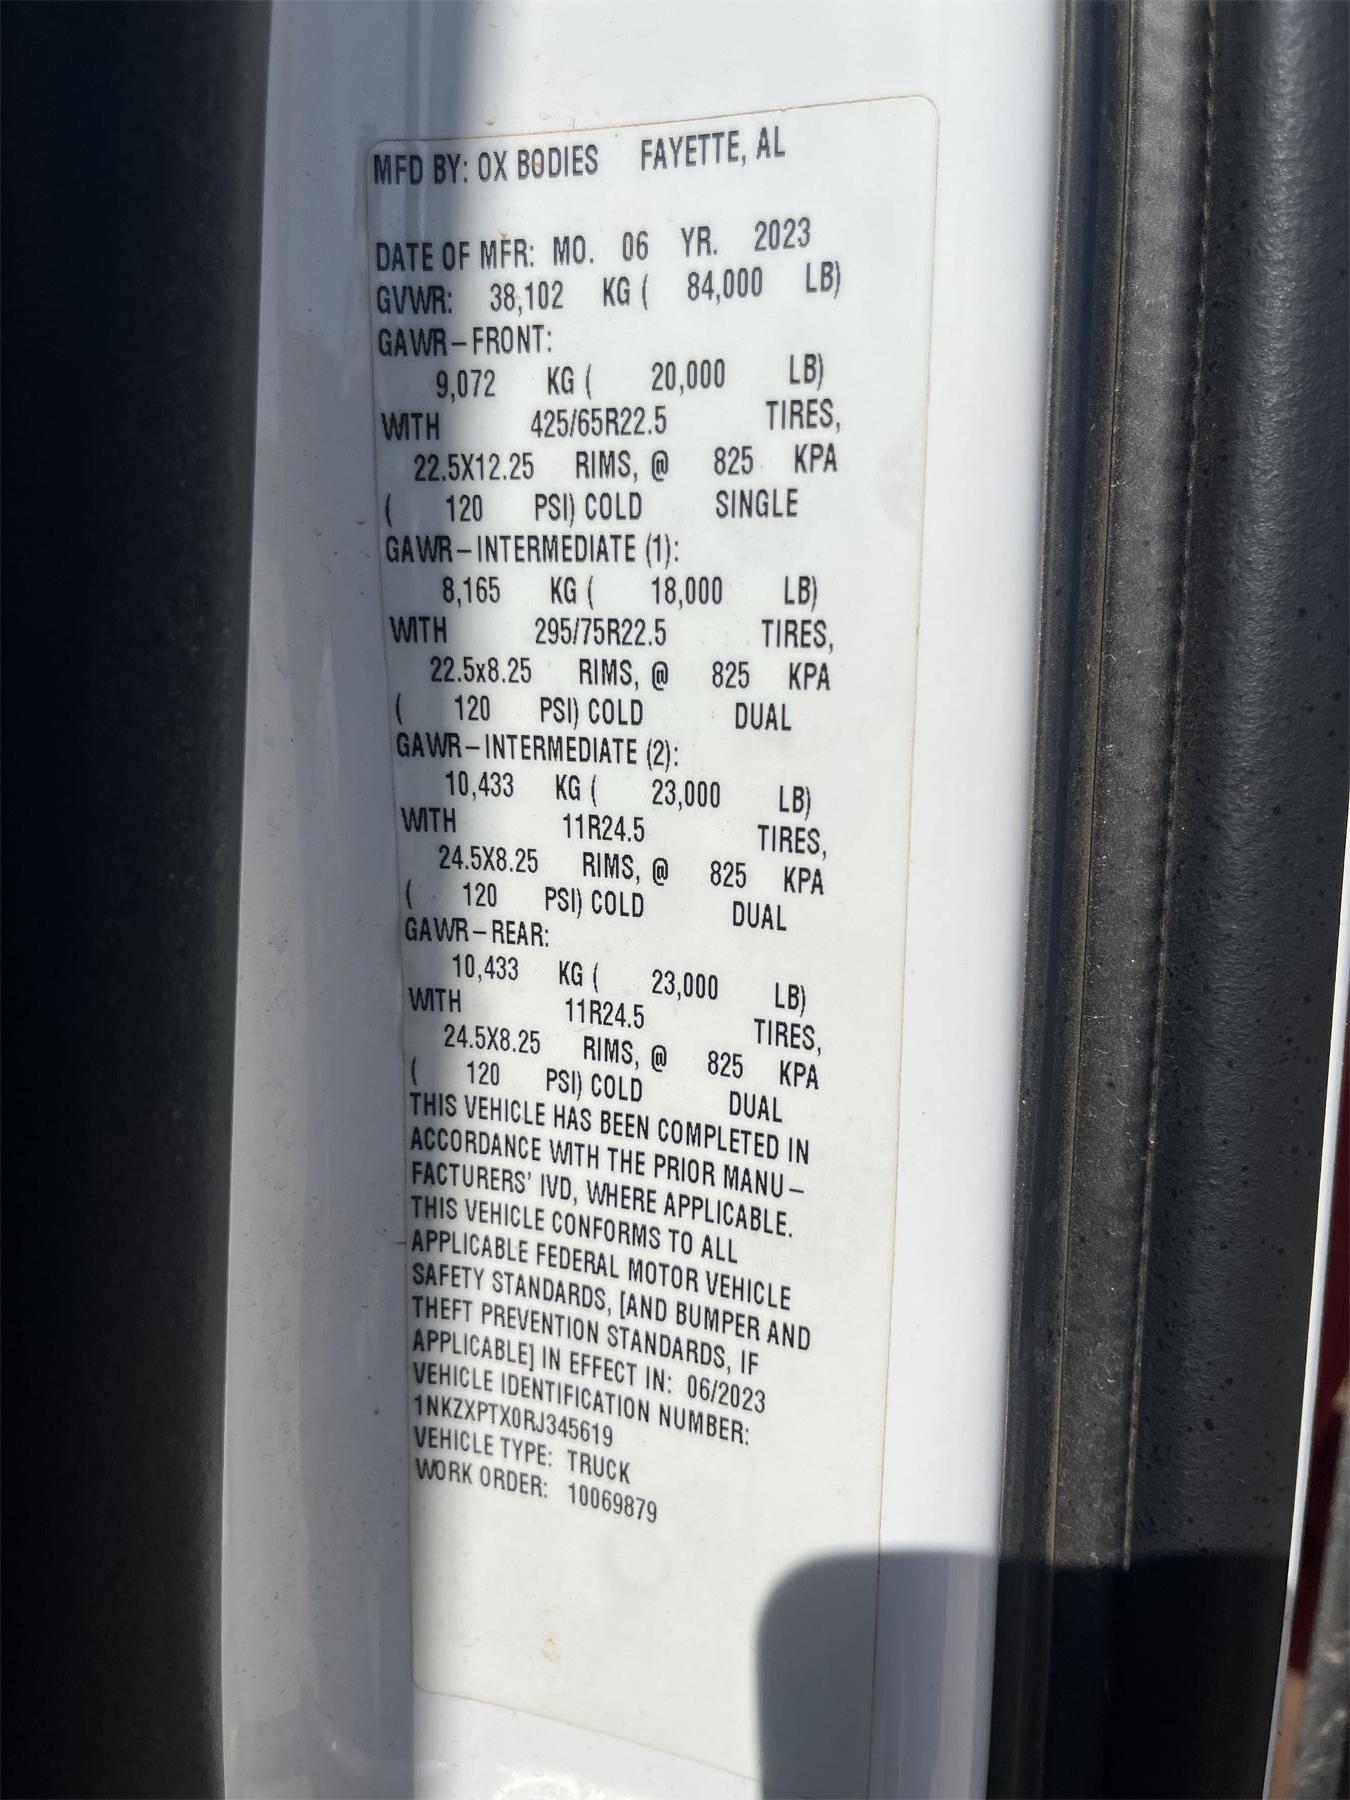 MFD BY: OX BODIES FAYETTE, AL
DATE OF MFR: MO. 06 YR. 2023
GVWR: 38,102 KG ( 84,000 LB)
GAWR-FRONT:
9,072 KG ( 20,000 LB)
WITH 425/65R22.5 TIRES,
22.5X12.25 RIMS, @ 825 KPA
( 120 PSI) COLD SINGLE
GAWR-INTERMEDIATE (1):
8,165 KG ( 18,000 LB)
WITH 295/75R22.5 TIRES,
22.5x8.25 RIMS, @ 825 KPA
( 120 PSI) COLD DUAL
GAWR-INTERMEDIATE (2):
10,433 KG ( 23,000 LB)
WITH 11R24.5 TIRES,
24.5X8.25 RIMS, @ 825 KPA
( 120 PSI) COLD DUAL
GAWR-REAR:
10,433 KG ( 23,000 LB)
WITH 11R24.5 TIRES,
24.5X8.25 RIMS, @ 825 KPA
( 120 PSI) COLD DUAL
THIS VEHICLE HAS BEEN COMPLETED IN
ACCORDANCE WITH THE PRIOR MANU-
FACTURERS' IVD, WHERE APPLICABLE.
THIS VEHICLE CONFORMS TO ALL
APPLICABLE FEDERAL MOTOR VEHICLE
SAFETY STANDARDS, [AND BUMPER AND
THEFT PREVENTION STANDARDS, IF
APPLICABLE] IN EFFECT IN: 06/2023
VEHICLE IDENTIFICATION NUMBER:
1NKZXPTX0RJ345619
VEHICLE TYPE: TRUCK
WORK ORDER: 10069879